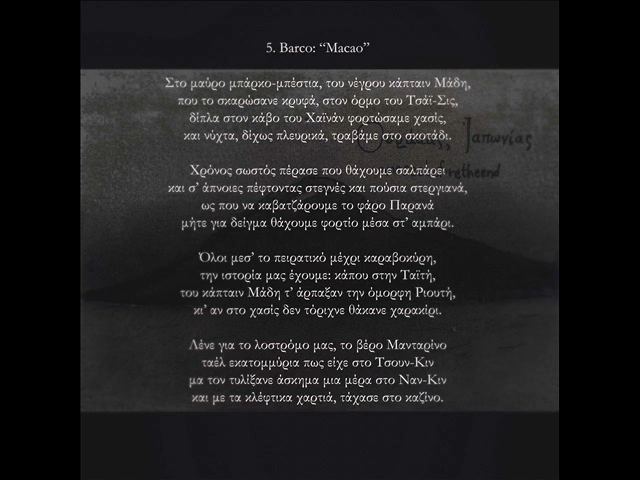 5. Barco: “Macao”
Στο μαύρο μπάρκο-μπέστια, του νέγρου κάπταιν Μάδη,
που το σκαρώσανε κρυφά, στον όρμο του Τσάϊ-Σις,
δίπλα στον κάβο του Χαϊνάν φορτώσαμε χασίς,
και νύχτα, δίχως πλευρικά, τραβάμε στο σκοτάδι.
Χρόνος σωστός πέρασε που θάχουμε σαλπάρει
και σ’ άπνοιες πέφτοντας στεγνές και πούσια στεργιανά,
ως που να καβατζάρουμε το φάρο Παρανά
μήτε για δείγμα θάχουμε φορτίο μέσα στ’ αμπάρι.
Όλοι μεσ’ το πειρατικό μέχρι καραβοκύρη,
την ιστορία μας έχουμε: κάπου στην Ταϊτή,
του κάπταιν Μάδη τ’ άρπαξαν την όμορφη Ριουτή,
κι’ αν στο χασίς δεν τόριχνε θάκανε χαρακίρι.
Λένε για το λοστρόμο μας, το βέρο Μανταρίνο
ταέλ εκατομμύρια πως είχε στο Τσουν-Κιν
μα τον τυλίξανε άσκημα μια μέρα στο Ναν-Κιν
και με τα κλέφτικα χαρτιά, τάχασε στο καζίνο.
Ιαπωνίας